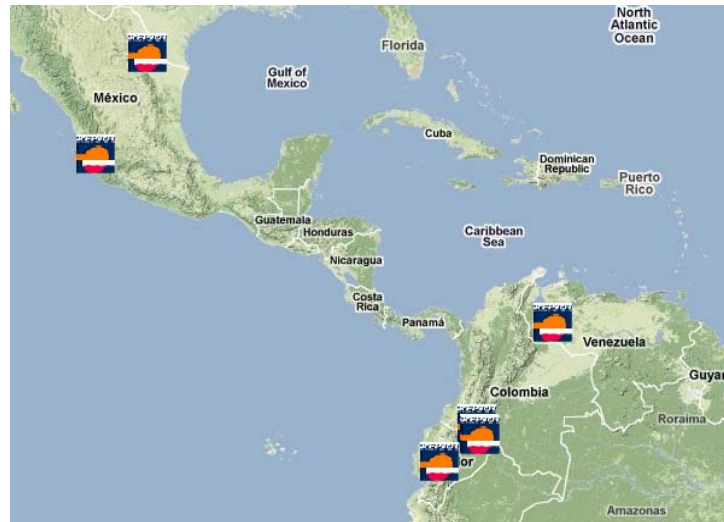 North
Atlantic
Ocean
Florida
Gulf of
Mexico
México
Cuba
Dominican
Republic
Puerto
Rico
Guatemala
Honduras
Caribbean
Sea
Nicaragua
Costa
Rica
Panamá
Venezuela
Colombia
Guyar
Roraima
or
Amazonas